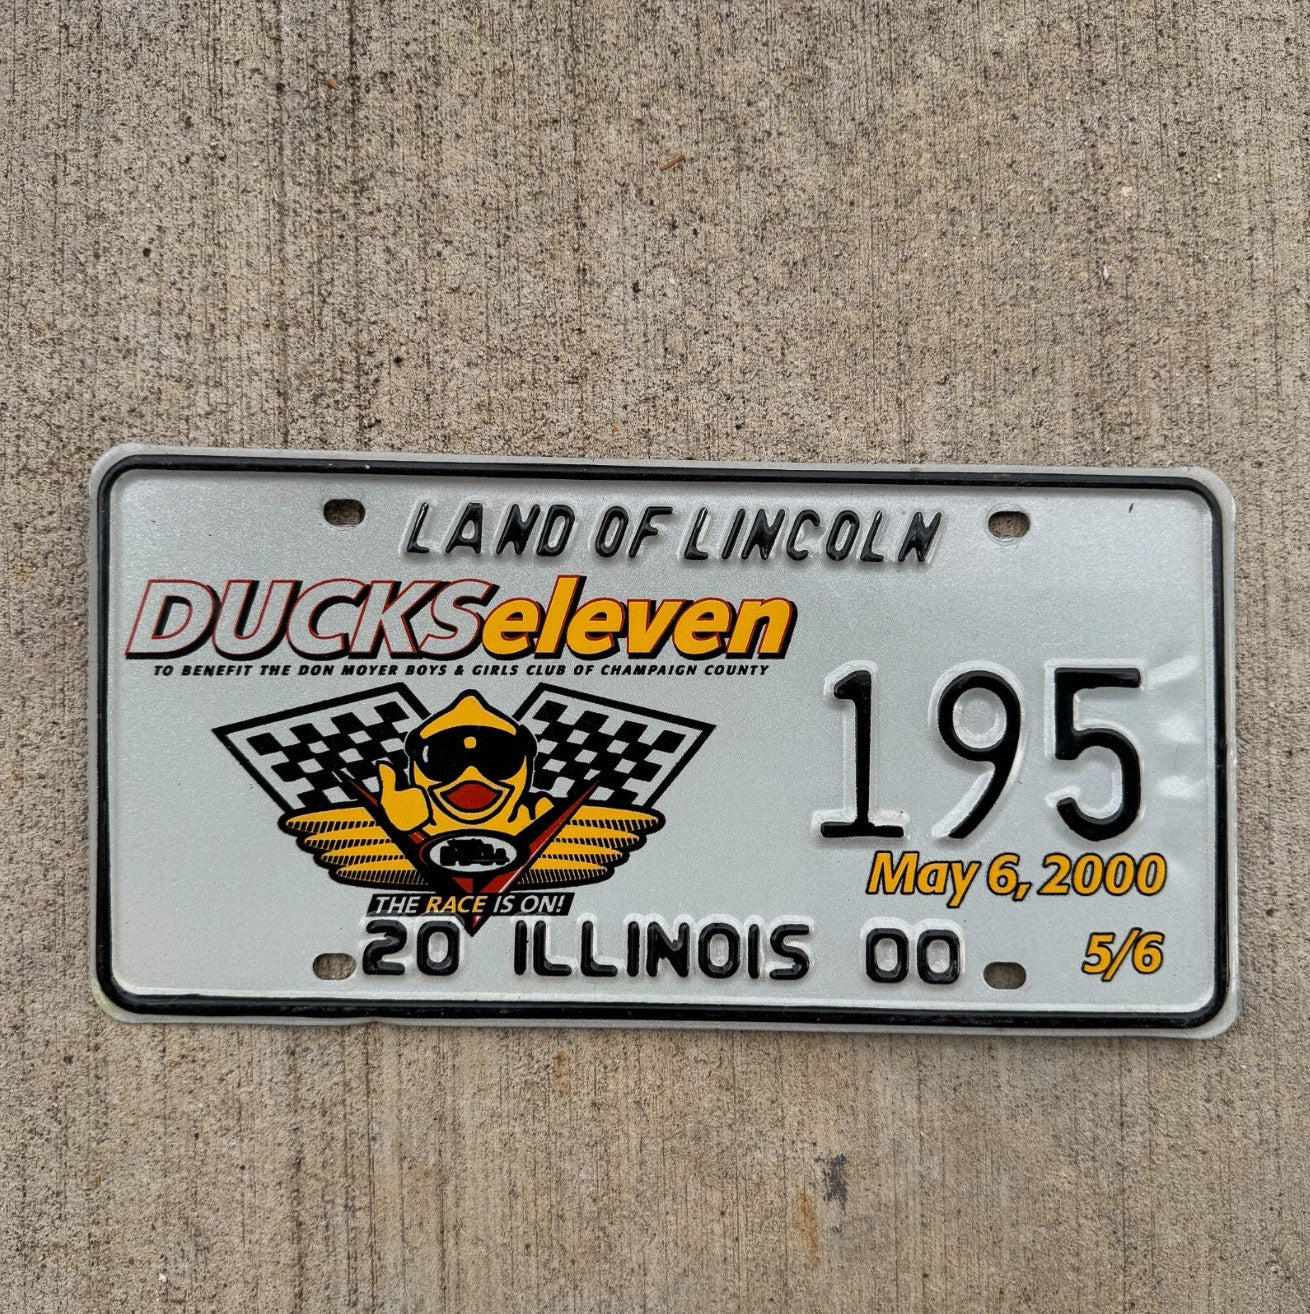 LAND OF LINCOLN
DUCKSeleven
TO BENEFIT THE DON MOYER BOYS & GIRLS CLUB OF CHAMPAIGN COUNTY
195
May 6, 2000
THE RACE IS ON!
20 ILLINOIS 00
5/6